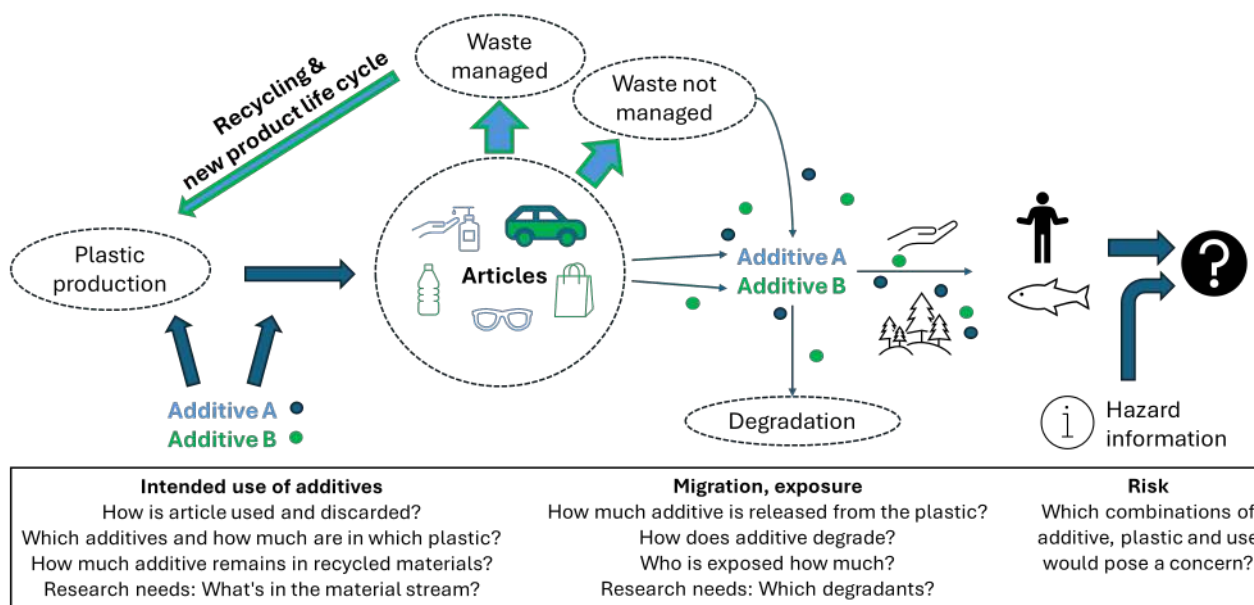 Waste
managed
Waste not
managed
Recycling &
new product life cycle
Plastic
production
Articles
Additive A
Additive B
Additive A
Additive B
Degradation
?
i
Hazard
information
Intended use of additives
How is article used and discarded?
Which additives and how much are in which plastic?
How much additive remains in recycled materials?
Research needs: What's in the material stream?
Migration, exposure
How much additive is released from the plastic?
How does additive degrade?
Who is exposed how much?
Research needs: Which degradants?
Risk
Which combinations of
additive, plastic and use
would pose a concern?